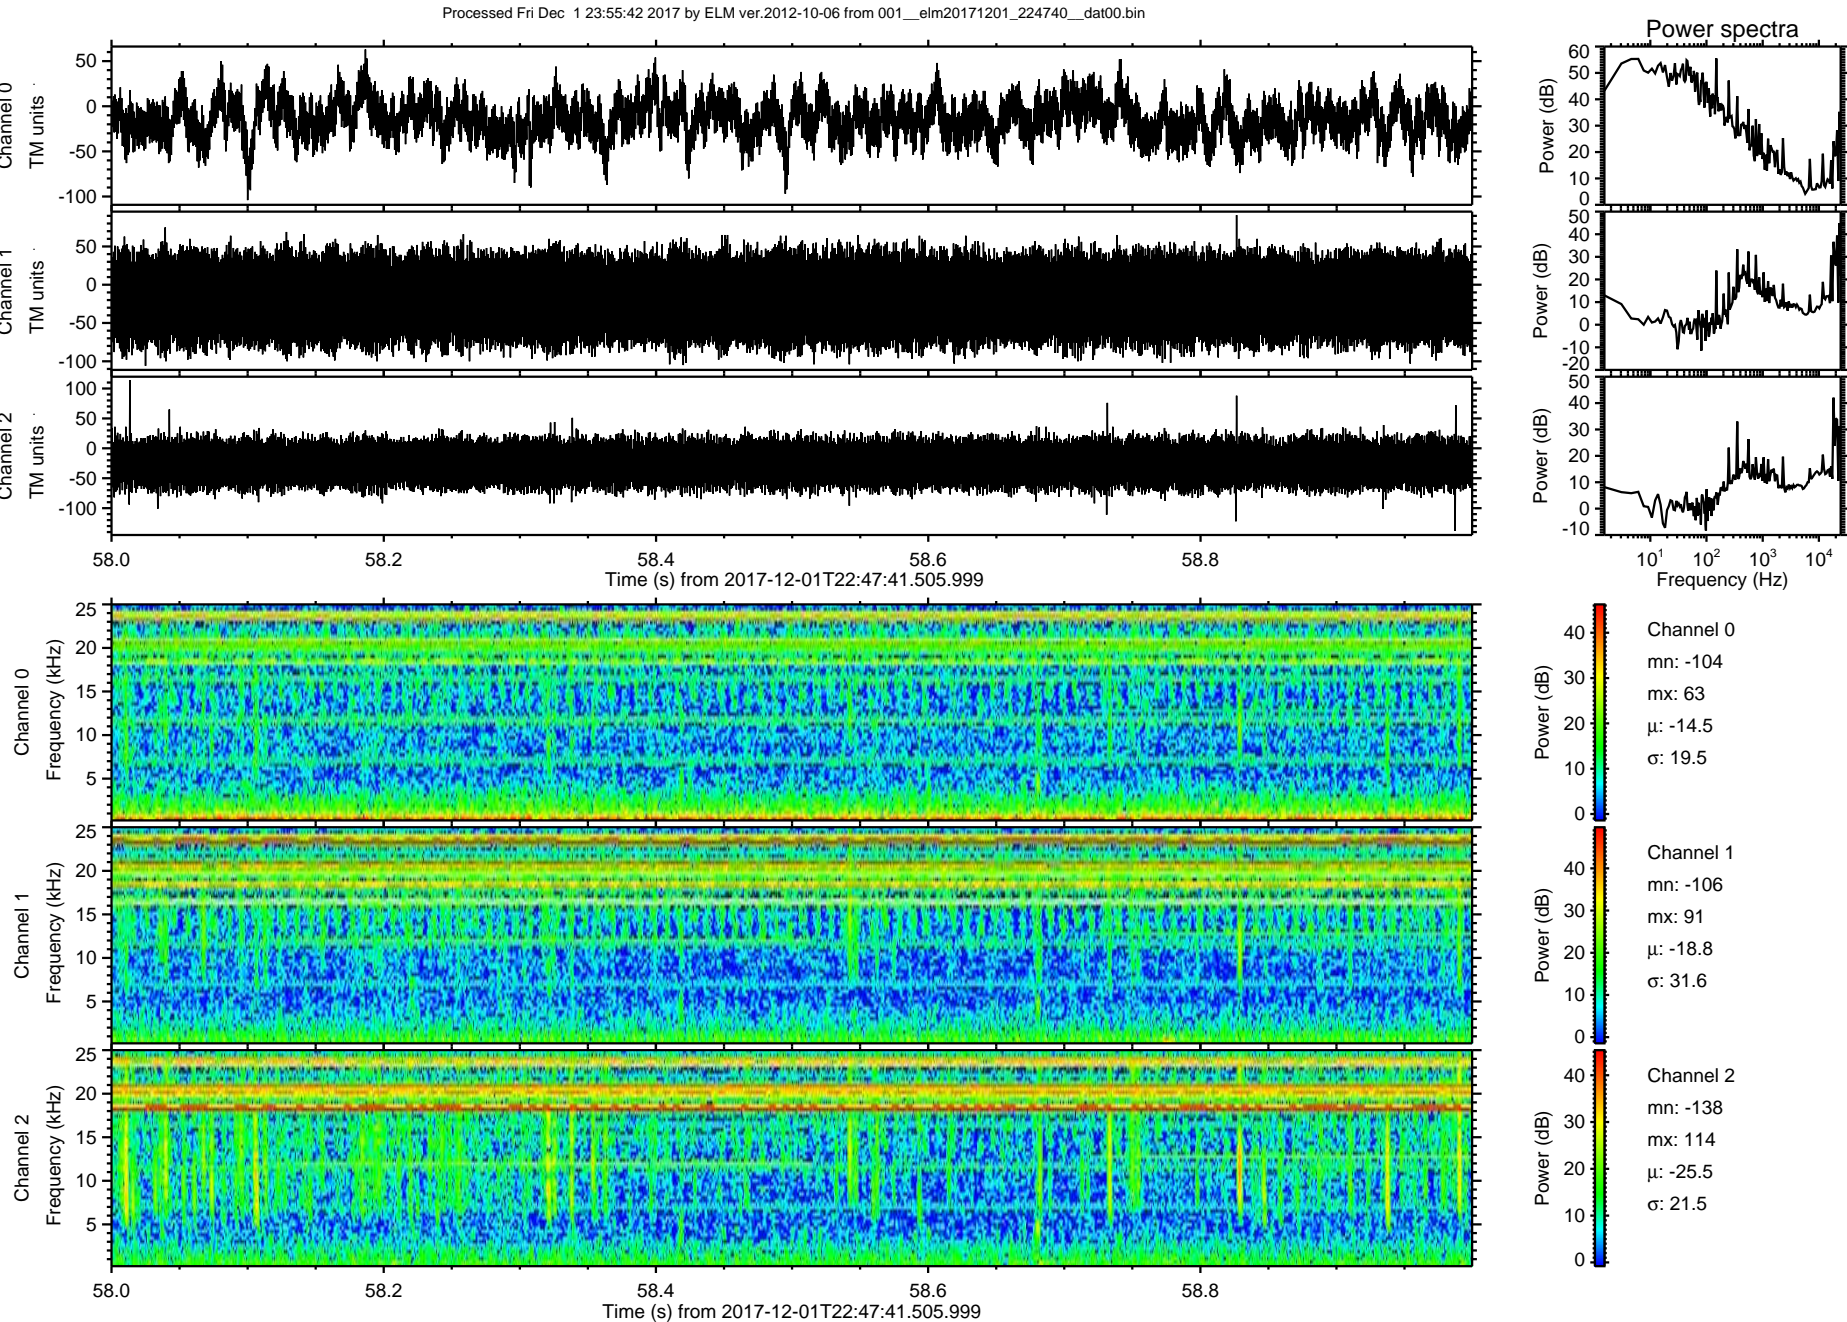 Processed Fri Dec 1 23:55:42 2017 by ELM ver.2012-10-06 from 001__elm20171201_224740__dat00.bin
Power spectra
Channel 0
TM units
50
0
-50
-100
Power (dB)
60
50
40
30
20
10
0
Channel 1
TM units
50
0
-50
-100
Power (dB)
50
40
30
20
10
0
-10
-20
Channel 2
TM units
100
50
0
-50
-100
Power (dB)
50
40
30
20
10
0
-10
58.0 58.2 58.4 58.6 58.8
Time (s) from 2017-12-01T22:47:41.505.999
10^1 10^2 10^3 10^4
Frequency (Hz)
Channel 0
Frequency (kHz)
25
20
15
10
5
Power (dB)
40
30
20
10
0
Channel 0
mn: -104
mx: 63
μ: -14.5
σ: 19.5
Channel 1
Frequency (kHz)
25
20
15
10
5
Power (dB)
40
30
20
10
0
Channel 1
mn: -106
mx: 91
μ: -18.8
σ: 31.6
Channel 2
Frequency (kHz)
25
20
15
10
5
Power (dB)
40
30
20
10
0
Channel 2
mn: -138
mx: 114
μ: -25.5
σ: 21.5
58.0 58.2 58.4 58.6 58.8
Time (s) from 2017-12-01T22:47:41.505.999